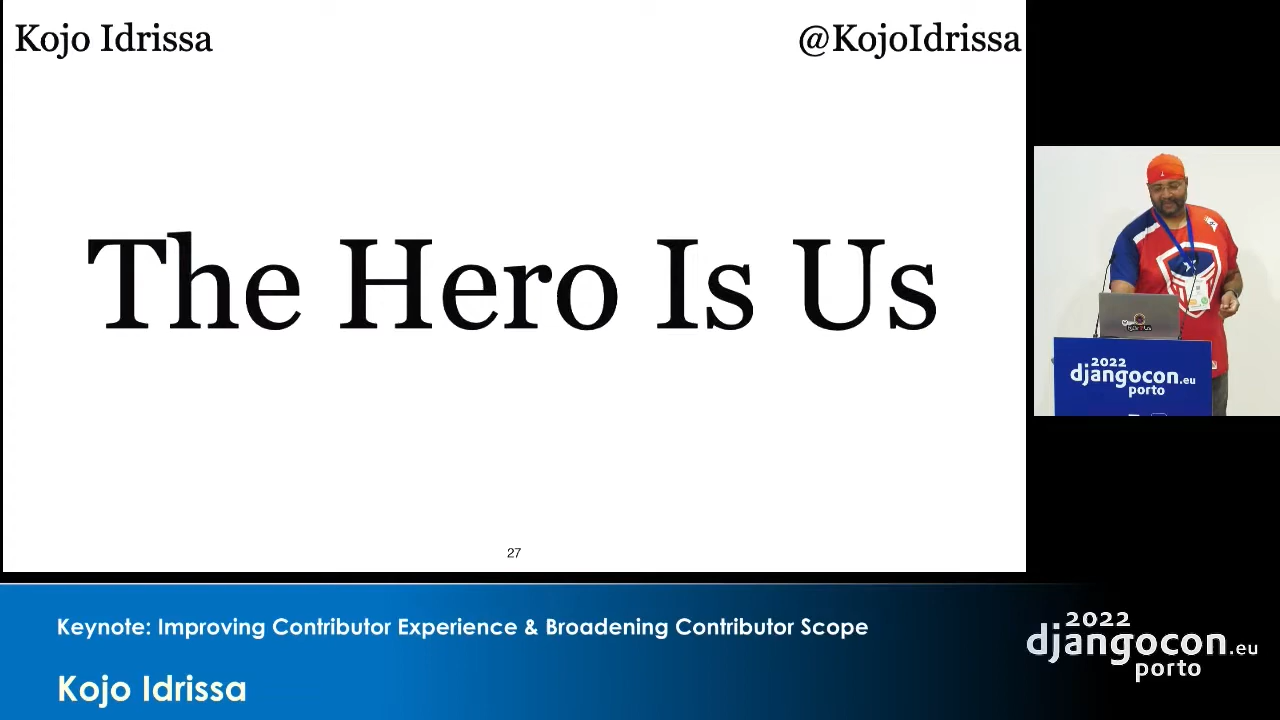 Kojo Idrissa
@KojoIdrissa
The Hero Is Us
27
2022
djangocon.eu
porto
Keynote: Improving Contributor Experience & Broadening Contributor Scope
Kojo Idrissa
2022
djangocon.eu
porto